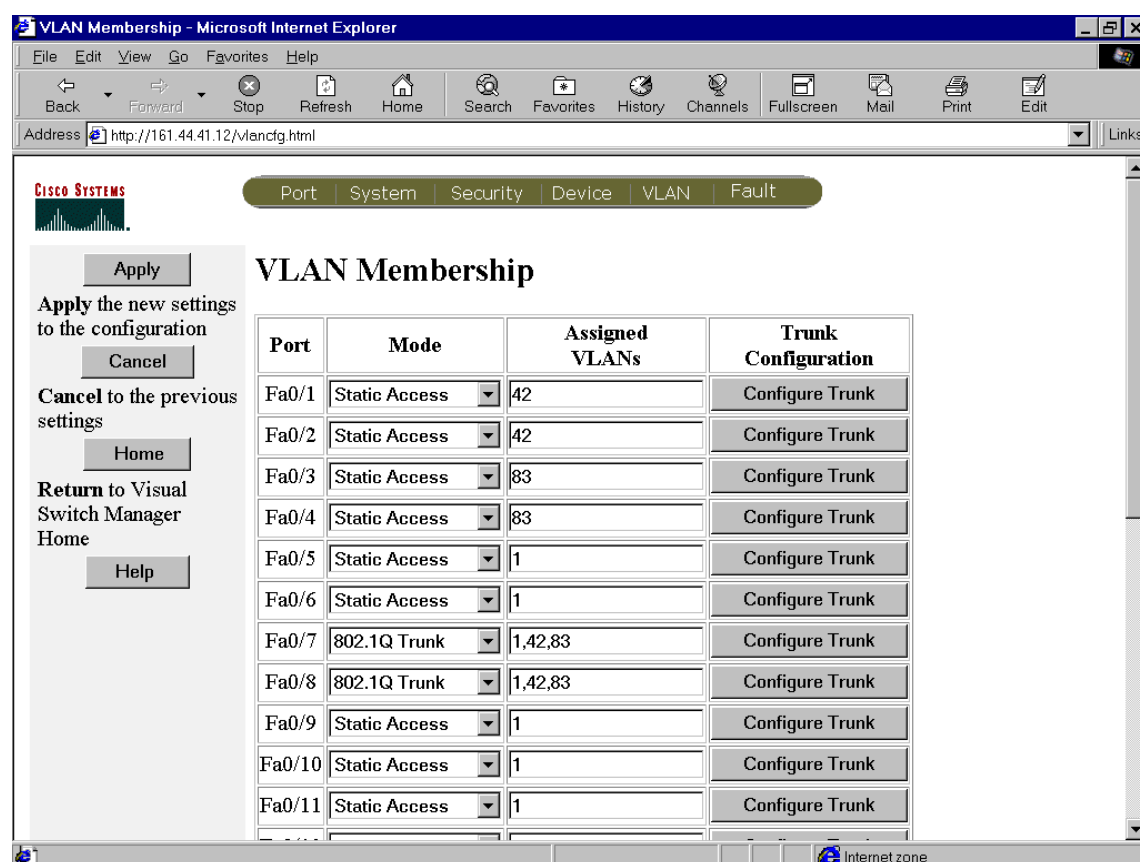 VLAN Membership - Microsoft Internet Explorer
File Edit View Go Favorites Help
Back Forward Stop Refresh Home Search Favorites History Channels Fullscreen Mail Print Edit
Address http://161.44.41.12/vlancfg.html Links
CISCO SYSTEMS
Port | System | Security | Device | VLAN | Fault
Apply
Apply the new settings
to the configuration
Cancel
Cancel to the previous
settings
Home
Return to Visual
Switch Manager
Home
Help
VLAN Membership
Port Mode Assigned VLANs Trunk Configuration
Fa0/1 Static Access 42 Configure Trunk
Fa0/2 Static Access 42 Configure Trunk
Fa0/3 Static Access 83 Configure Trunk
Fa0/4 Static Access 83 Configure Trunk
Fa0/5 Static Access 1 Configure Trunk
Fa0/6 Static Access 1 Configure Trunk
Fa0/7 802.1Q Trunk 1,42,83 Configure Trunk
Fa0/8 802.1Q Trunk 1,42,83 Configure Trunk
Fa0/9 Static Access 1 Configure Trunk
Fa0/10 Static Access 1 Configure Trunk
Fa0/11 Static Access 1 Configure Trunk
Internet zone